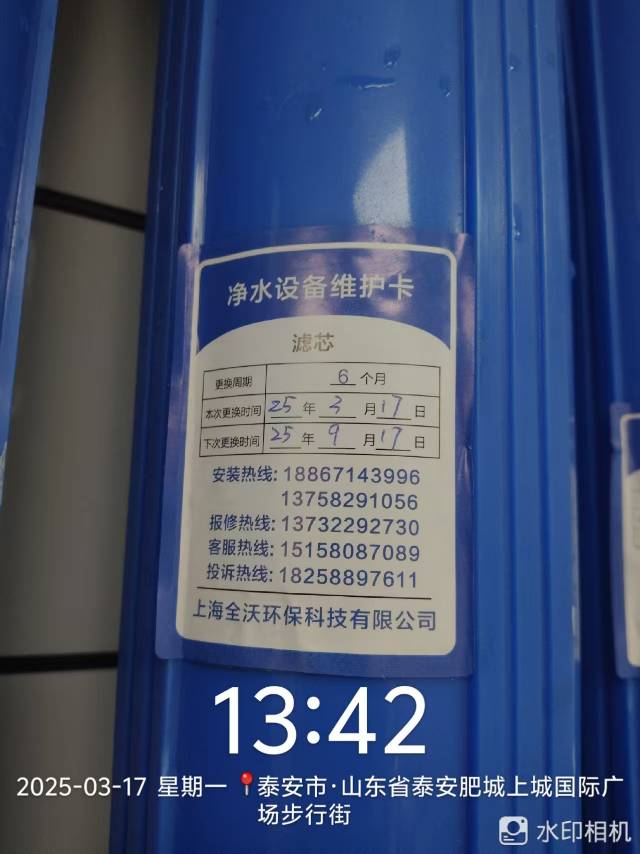 净水设备维护卡
滤芯
更换周期 6 个月
本次更换时间 25 年 3 月 17 日
下次更换时间 25 年 9 月 17 日
安装热线: 18867143996
13758291056
报修热线: 13732292730
客服热线: 15158087089
投诉热线: 18258897611
上海全沃环保科技有限公司
13:42
2025-03-17 星期一 📍泰安市·山东省泰安肥城上城国际广
场步行街
水印相机